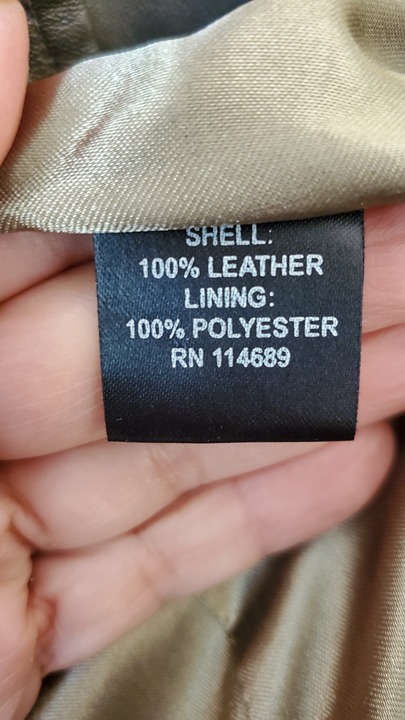 SHELL:
100% LEATHER
LINING:
100% POLYESTER
RN 114689